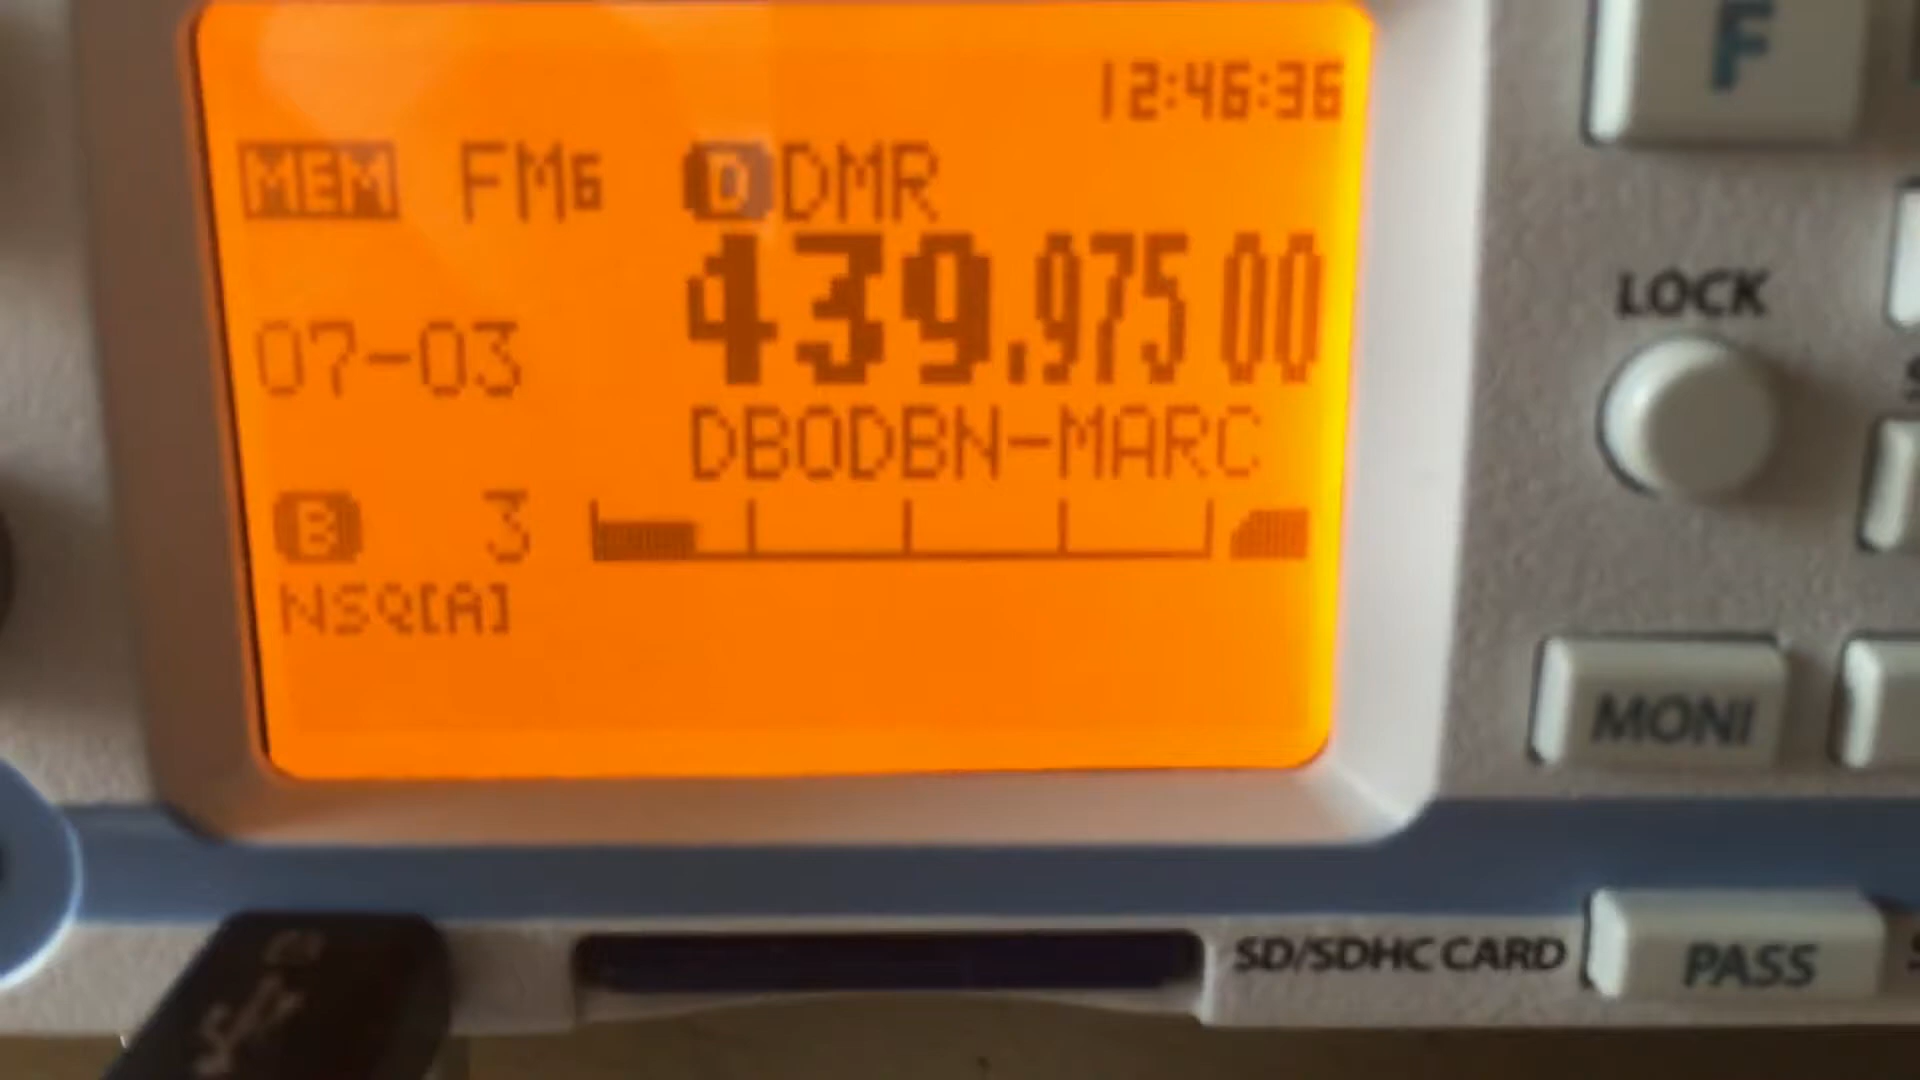 12:46:36
MEM FM6 D DMR
439.975 00
07-03
DB0DBN-MARC
B 3
NSQ[A]
F
LOCK
MONI
SD/SDHC CARD
PASS